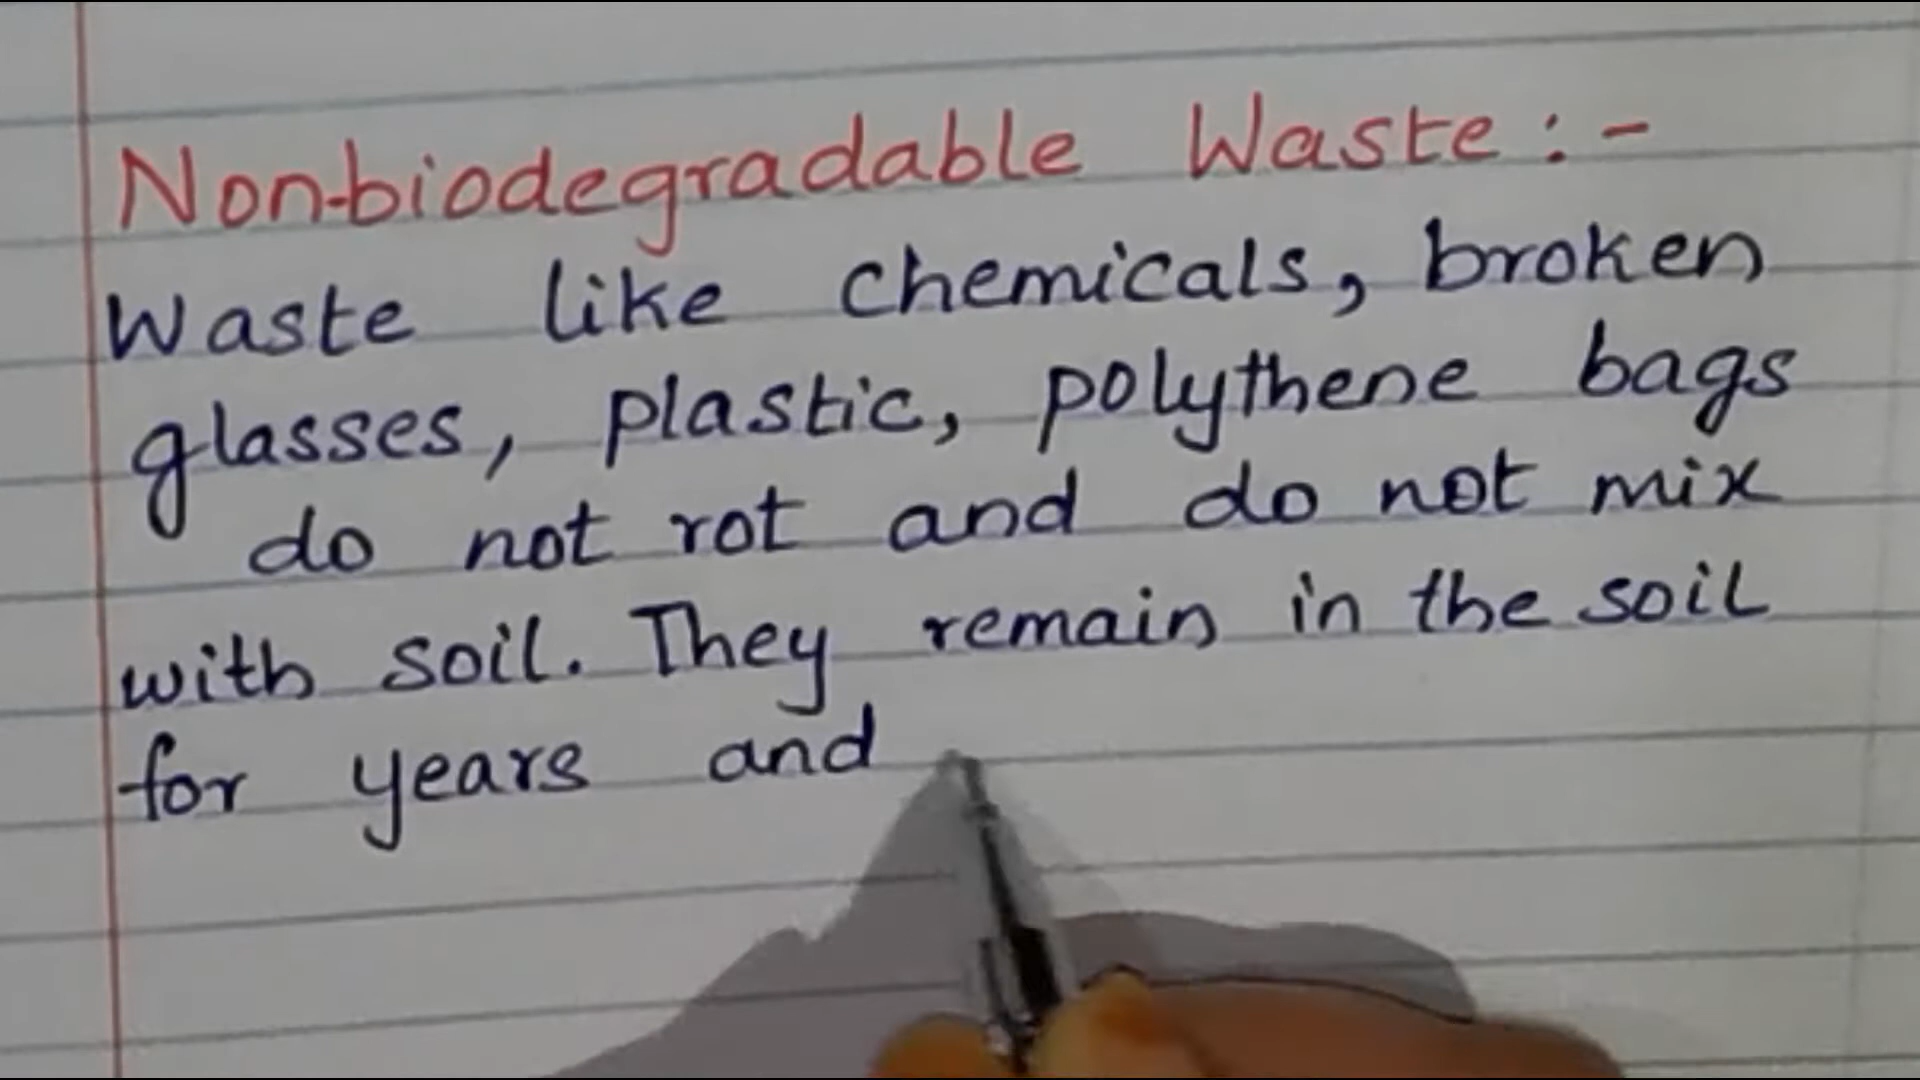 Non-biodegradable Waste:-
Waste like chemicals, broken
glasses, plastic, polythene bags
do not rot and do not mix
with soil. They remain in the soil
for years and